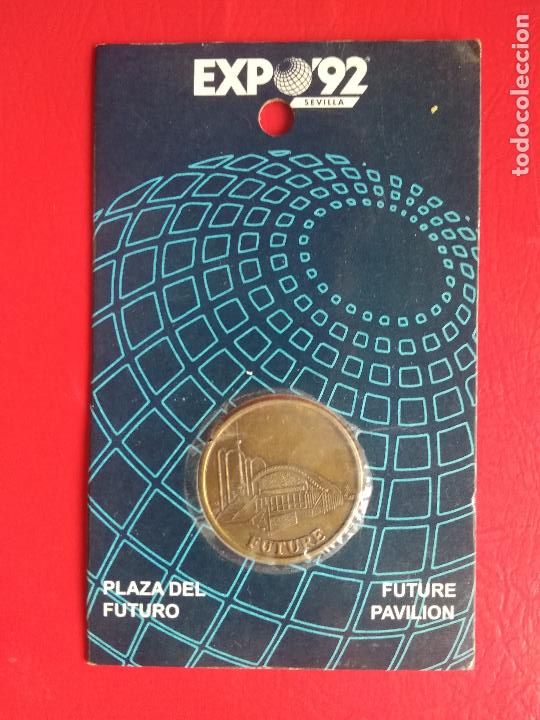 EXPO'92
SEVILLA
FUTURE
PLAZA DEL
FUTURO
FUTURE
PAVILION
todocoleccion